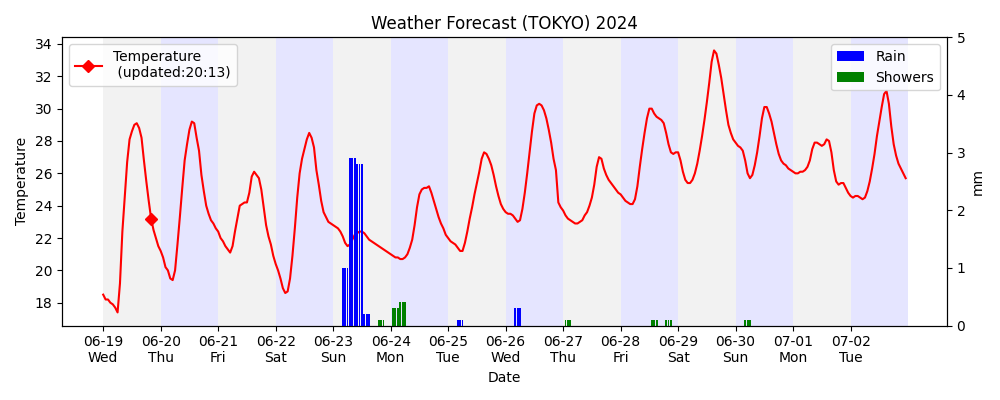 Weather Forecast (TOKYO) 2024
Temperature
(updated:20:13)
Rain
Showers
34
32
30
28
26
24
22
20
18
Temperature
5
4
3
2
1
0
mm
06-19 06-20 06-21 06-22 06-23 06-24 06-25 06-26 06-27 06-28 06-29 06-30 07-01 07-02
Wed Thu Fri Sat Sun Mon Tue Wed Thu Fri Sat Sun Mon Tue
Date